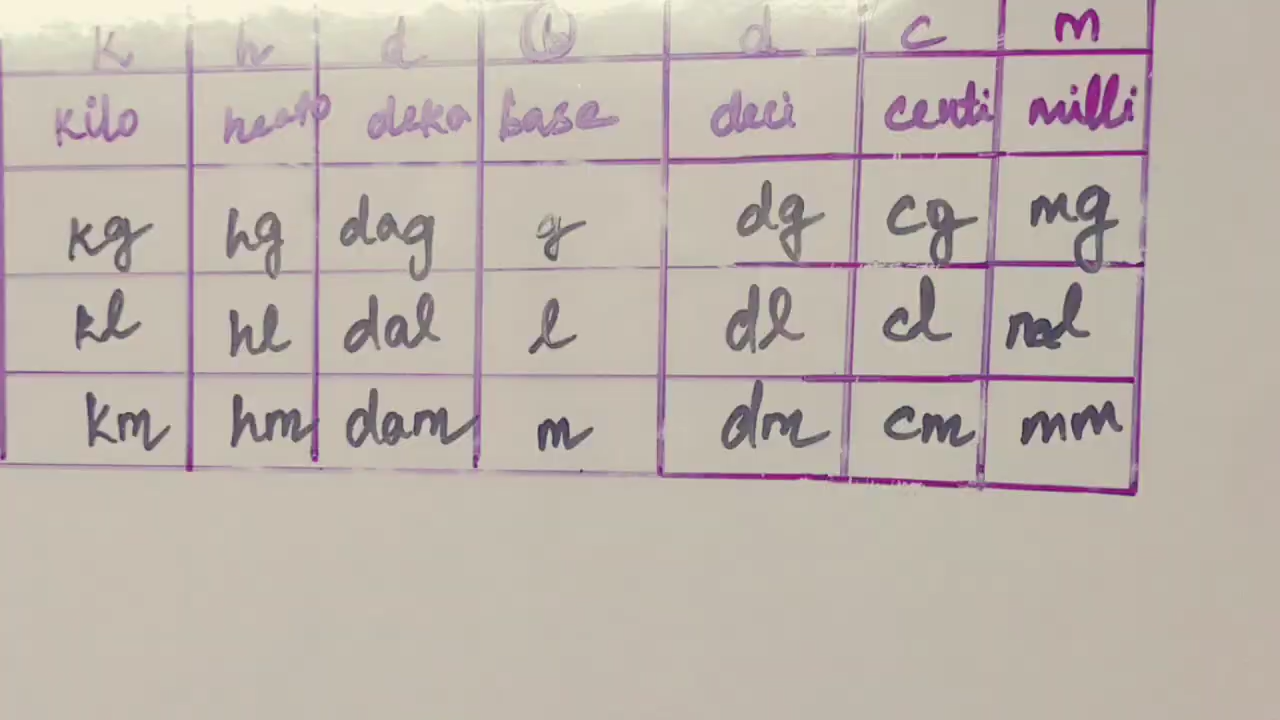 k h d b d c m
kilo hecto deka base deci centi milli
kg hg dag g dg cg mg
kl hl dal l dl cl ml
km hm dam m dm cm mm